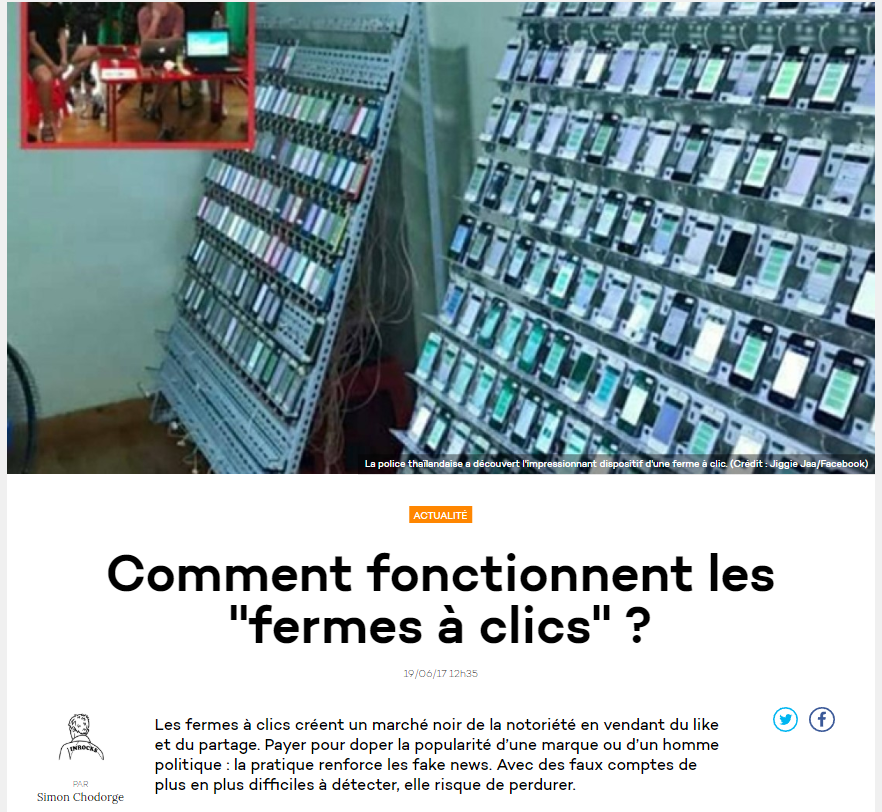 La police thaïlandaise a découvert l'impressionnant dispositif d'une ferme à clic. (Crédit : Jiggie Jaa/Facebook)
ACTUALITÉ
Comment fonctionnent les
"fermes à clics" ?
19/06/17 12h35
INROCKS
PAR
Simon Chodorge
Les fermes à clics créent un marché noir de la notoriété en vendant du like
et du partage. Payer pour doper la popularité d'une marque ou d'un homme
politique : la pratique renforce les fake news. Avec des faux comptes de
plus en plus difficiles à détecter, elle risque de perdurer.